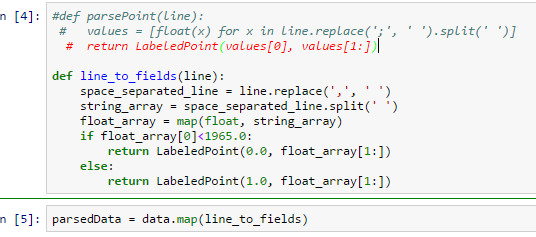 n [4]: #def parsePoint(line):
#   values = [float(x) for x in line.replace(';', ' ').split(' ')]
#  return LabeledPoint(values[0], values[1:])
def line_to_fields(line):
    space_separated_line = line.replace(',', ' ')
    string_array = space_separated_line.split(' ')
    float_array = map(float, string_array)
    if float_array[0]<1965.0:
        return LabeledPoint(0.0, float_array[1:])
    else:
        return LabeledPoint(1.0, float_array[1:])
n [5]: parsedData = data.map(line_to_fields)